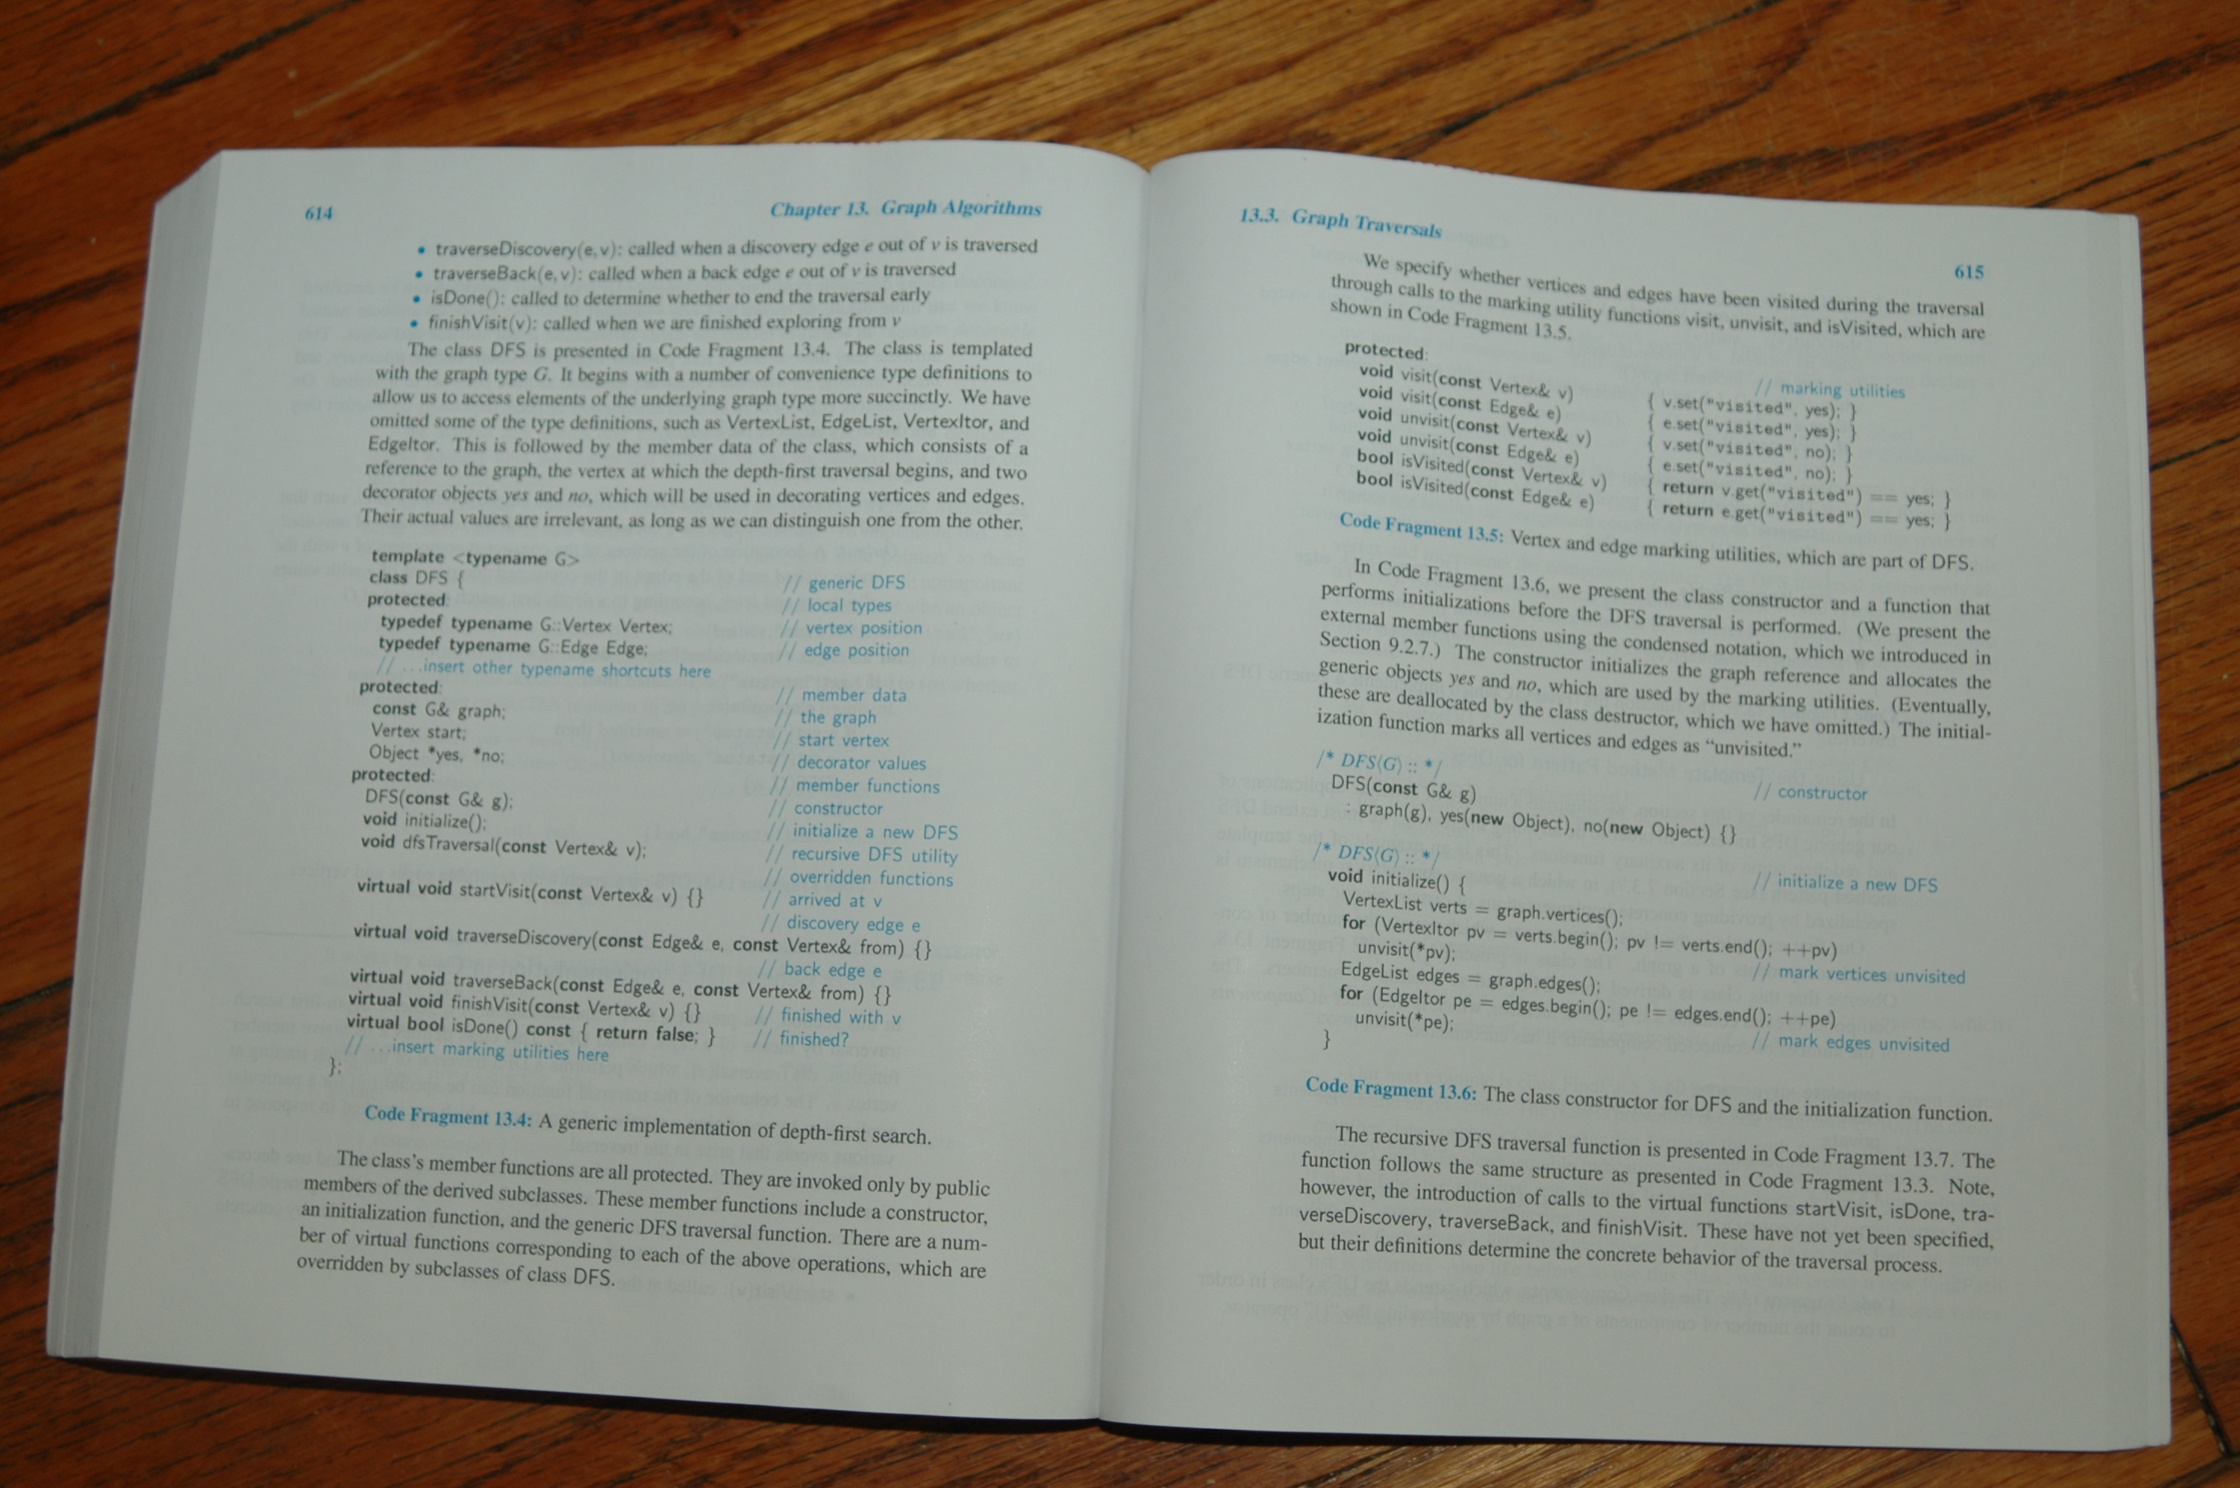 614
Chapter 13. Graph Algorithms
• traverseDiscovery(e, v): called when a discovery edge e out of v is traversed
• traverseBack(e, v): called when a back edge e out of v is traversed
• isDone(): called to determine whether to end the traversal early
• finishVisit(v): called when we are finished exploring from v
The class DFS is presented in Code Fragment 13.4. The class is templated
with the graph type G. It begins with a number of convenience type definitions to
allow us to access elements of the underlying graph type more succinctly. We have
omitted some of the type definitions, such as VertexList, EdgeList, VertexItor, and
EdgeItor. This is followed by the member data of the class, which consists of a
reference to the graph, the vertex at which the depth-first traversal begins, and two
decorator objects yes and no, which will be used in decorating vertices and edges.
Their actual values are irrelevant, as long as we can distinguish one from the other.
template <typename G>
class DFS { // generic DFS
protected: // local types
typedef typename G::Vertex Vertex; // vertex position
typedef typename G::Edge Edge; // edge position
// ...insert other typename shortcuts here
protected: // member data
const G& graph; // the graph
Vertex start; // start vertex
Object *yes, *no; // decorator values
protected: // member functions
DFS(const G& g); // constructor
void initialize(); // initialize a new DFS
void dfsTraversal(const Vertex& v); // recursive DFS utility
// overridden functions
virtual void startVisit(const Vertex& v) {} // arrived at v
// discovery edge e
virtual void traverseDiscovery(const Edge& e, const Vertex& from) {}
// back edge e
virtual void traverseBack(const Edge& e, const Vertex& from) {}
virtual void finishVisit(const Vertex& v) {} // finished with v
virtual bool isDone() const { return false; } // finished?
// ...insert marking utilities here
};
Code Fragment 13.4: A generic implementation of depth-first search.
The class's member functions are all protected. They are invoked only by public
members of the derived subclasses. These member functions include a constructor,
an initialization function, and the generic DFS traversal function. There are a num-
ber of virtual functions corresponding to each of the above operations, which are
overridden by subclasses of class DFS.
13.3. Graph Traversals
615
We specify whether vertices and edges have been visited during the traversal
through calls to the marking utility functions visit, unvisit, and isVisited, which are
shown in Code Fragment 13.5.
protected: // marking utilities
void visit(const Vertex& v) { v.set("visited", yes); }
void visit(const Edge& e) { e.set("visited", yes); }
void unvisit(const Vertex& v) { v.set("visited", no); }
void unvisit(const Edge& e) { e.set("visited", no); }
bool isVisited(const Vertex& v) { return v.get("visited") == yes; }
bool isVisited(const Edge& e) { return e.get("visited") == yes; }
Code Fragment 13.5: Vertex and edge marking utilities, which are part of DFS.
In Code Fragment 13.6, we present the class constructor and a function that
performs initializations before the DFS traversal is performed. (We present the
external member functions using the condensed notation, which we introduced in
Section 9.2.7.) The constructor initializes the graph reference and allocates the
generic objects yes and no, which are used by the marking utilities. (Eventually,
these are deallocated by the class destructor, which we have omitted.) The initial-
ization function marks all vertices and edges as "unvisited."
/* DFS⟨G⟩ :: */ // constructor
DFS(const G& g)
: graph(g), yes(new Object), no(new Object) {}
/* DFS⟨G⟩ :: */ // initialize a new DFS
void initialize() {
VertexList verts = graph.vertices();
for (VertexItor pv = verts.begin(); pv != verts.end(); ++pv)
unvisit(*pv); // mark vertices unvisited
EdgeList edges = graph.edges();
for (EdgeItor pe = edges.begin(); pe != edges.end(); ++pe)
unvisit(*pe); // mark edges unvisited
}
Code Fragment 13.6: The class constructor for DFS and the initialization function.
The recursive DFS traversal function is presented in Code Fragment 13.7. The
function follows the same structure as presented in Code Fragment 13.3. Note,
however, the introduction of calls to the virtual functions startVisit, isDone, tra-
verseDiscovery, traverseBack, and finishVisit. These have not yet been specified,
but their definitions determine the concrete behavior of the traversal process.